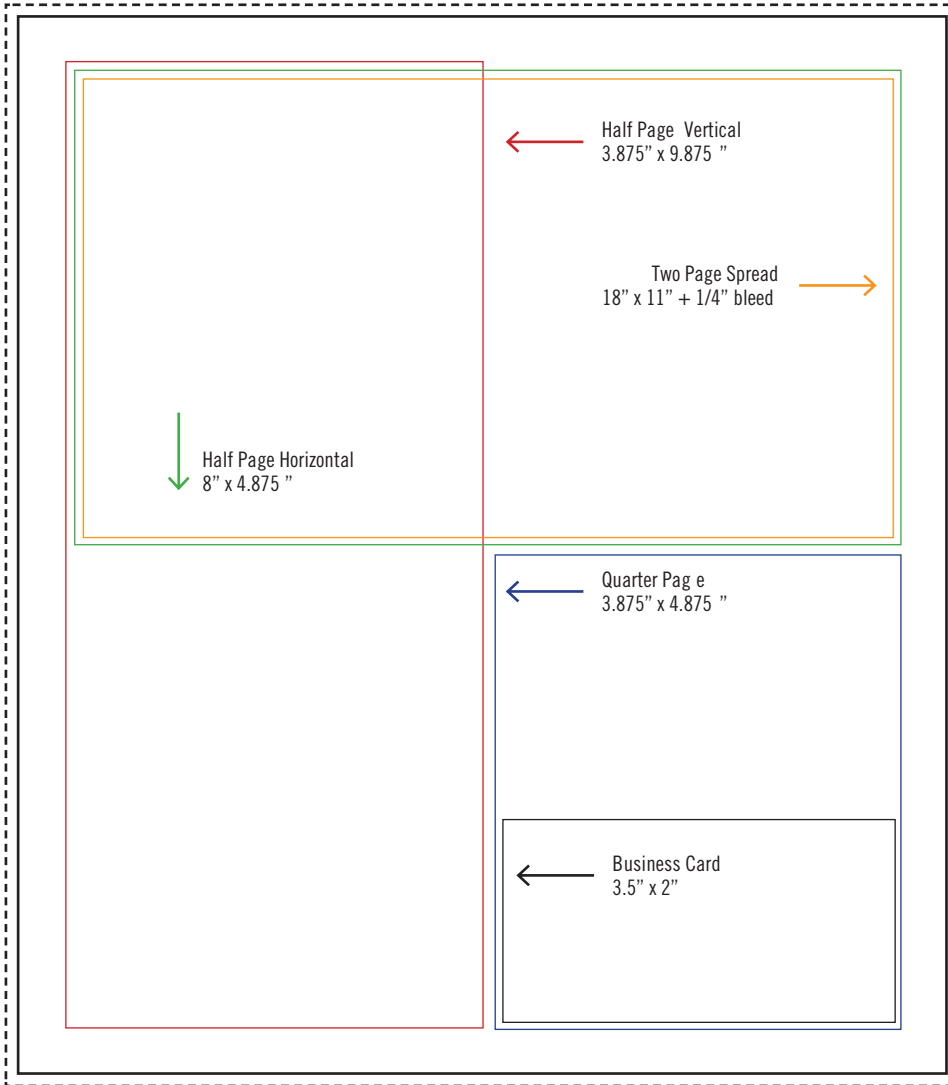 Half Page  Vertical
3.875” x 9.875 ”
Two Page Spread
18” x 11” + 1/4” bleed
Half Page Horizontal
8” x 4.875 ”
Quarter Pag e
3.875” x 4.875 ”
Business Card
3.5” x 2”